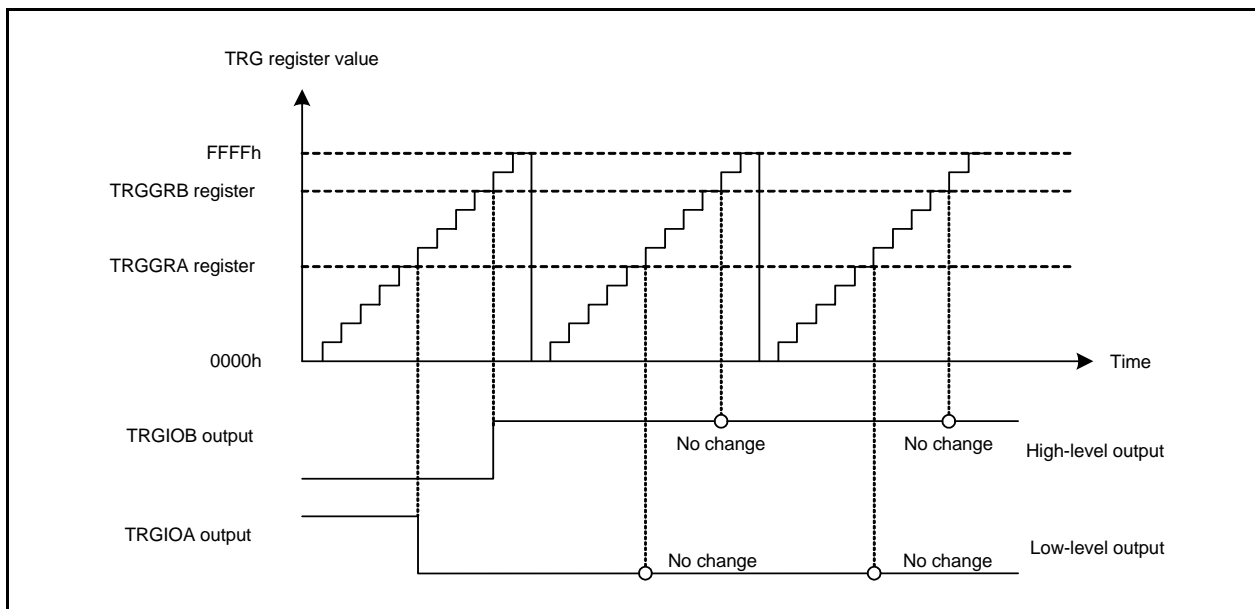 TRG register value
FFFFh
TRGGRB register
TRGGRA register
0000h
Time
TRGIOB output
No change
No change
High-level output
TRGIOA output
No change
No change
Low-level output